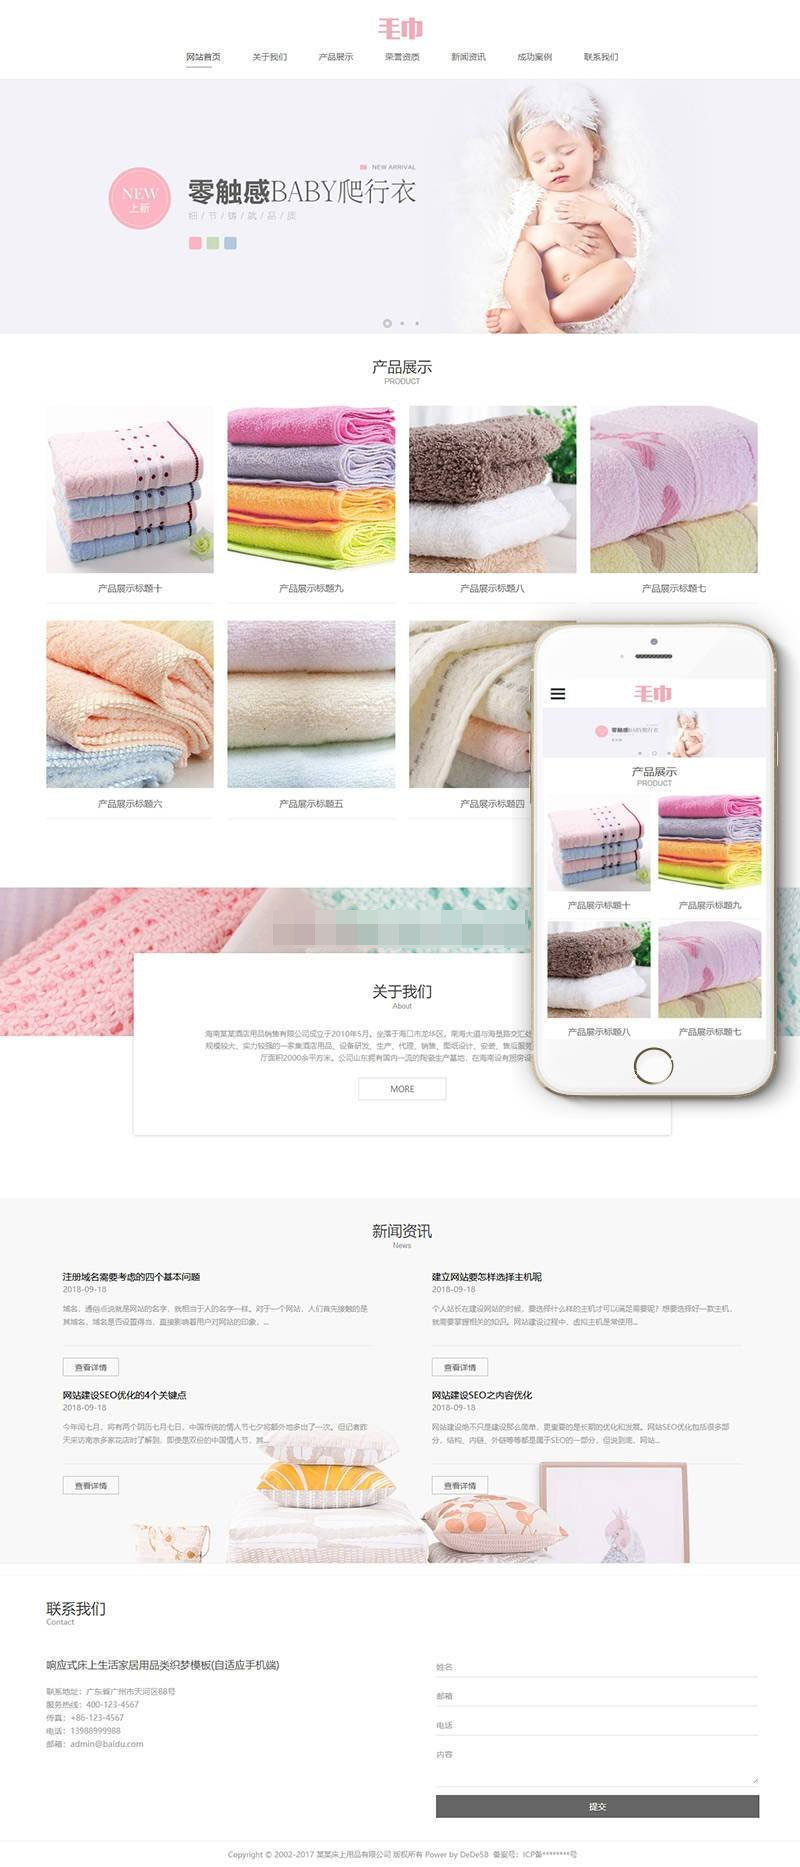 毛巾
网站首页 关于我们 产品展示 荣誉资质 新闻资讯 成功案例 联系我们
NEW ARRIVAL
NEW
上新
零触感BABY爬行衣
细 / 节 / 铸 / 就 / 品 / 质
产品展示
PRODUCT
产品展示标题十 产品展示标题九 产品展示标题八 产品展示标题七
产品展示标题六 产品展示标题五 产品展示标题四
毛巾
零触感BABY爬行衣
产品展示
PRODUCT
产品展示标题十 产品展示标题九
产品展示标题八 产品展示标题七
关于我们
About
海南某某酒店用品销售有限公司成立于2010年5月。坐落于海口市龙华区，南海大道与海垦路交汇处
规模较大、实力较强的一家集酒店用品、设备研发、生产、代理、销售、图纸设计、安装、售后服务
厅面积2000余平方米。公司山东拥有国内一流的陶瓷生产基地，在海南设有厨房设
MORE
新闻资讯
News
注册域名需要考虑的四个基本问题
2018-09-18
域名，通俗点说就是网站的名字，就相当于人的名字一样。对于一个网站，人们首先接触的是
其域名，域名是否设置得当，直接影响着用户对网站的印象，...
查看详情
建立网站要怎样选择主机呢
2018-09-18
个人站长在建设网站的时候，要选择什么样的主机才可以满足需要呢？想要选择好一款主机，
就需要掌握相关的知识。网站建设过程中，虚拟主机是常使用...
查看详情
网站建设SEO优化的4个关键点
2018-09-18
今年闰七月，将有两个阴历七月七日，中国传统的情人节七夕将额外地多出了一次。但记者昨
天采访南京多家花店时了解到，即使是双份的中国情人节，其...
查看详情
网站建设SEO之内容优化
2018-09-18
网站建设绝不只是建设那么简单，更重要的是长期的优化和发展。网站SEO优化包括很多部
分，结构、内链、外链等等都是属于SEO的一部分，但说到底，网站...
查看详情
联系我们
Contact
响应式床上生活家居用品类织梦模板(自适应手机端)
联系地址：广东省广州市天河区88号
服务热线：400-123-4567
传真：+86-123-4567
电话：13988999988
邮箱：admin@baidu.com
姓名
邮箱
电话
内容
提交
Copyright © 2002-2017 某某床上用品有限公司 版权所有 Power by DeDe58 备案号：ICP备********号